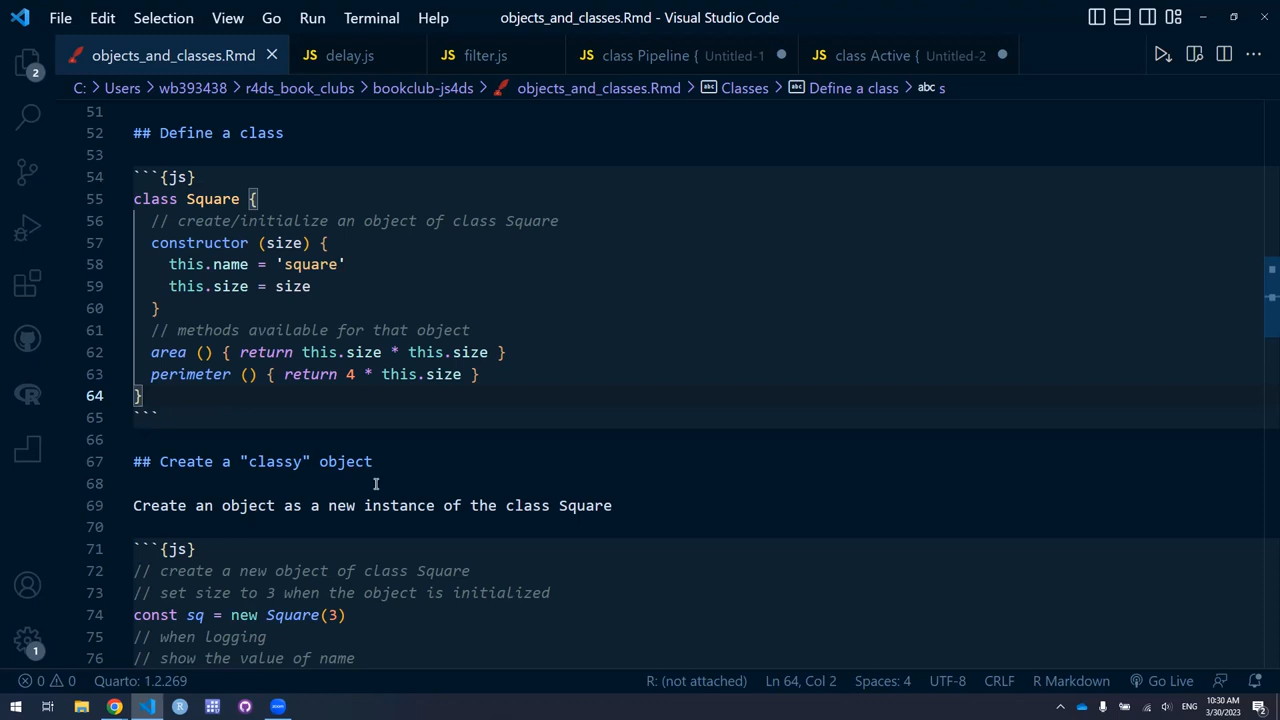 File Edit Selection View Go Run Terminal Help objects_and_classes.Rmd - Visual Studio Code
objects_and_classes.Rmd JS delay.js JS filter.js JS class Pipeline { Untitled-1 JS class Active { Untitled-2
2
C: > Users > wb393438 > r4ds_book_clubs > bookclub-js4ds > objects_and_classes.Rmd > abc Classes > abc Define a class > abc s
51
52 ## Define a class
53
54 ```{js}
55 class Square {
56 // create/initialize an object of class Square
57 constructor (size) {
58 this.name = 'square'
59 this.size = size
60 }
61 // methods available for that object
62 area () { return this.size * this.size }
63 perimeter () { return 4 * this.size }
64 }
65 ```
66
67 ## Create a "classy" object
68
69 Create an object as a new instance of the class Square
70
71 ```{js}
72 // create a new object of class Square
73 // set size to 3 when the object is initialized
74 const sq = new Square(3)
75 // when logging
76 // show the value of name
R
1
0 0 Quarto: 1.2.269 R: (not attached) Ln 64, Col 2 Spaces: 4 UTF-8 CRLF R Markdown Go Live
R zoom ENG 10:30 AM
3/30/2023 2